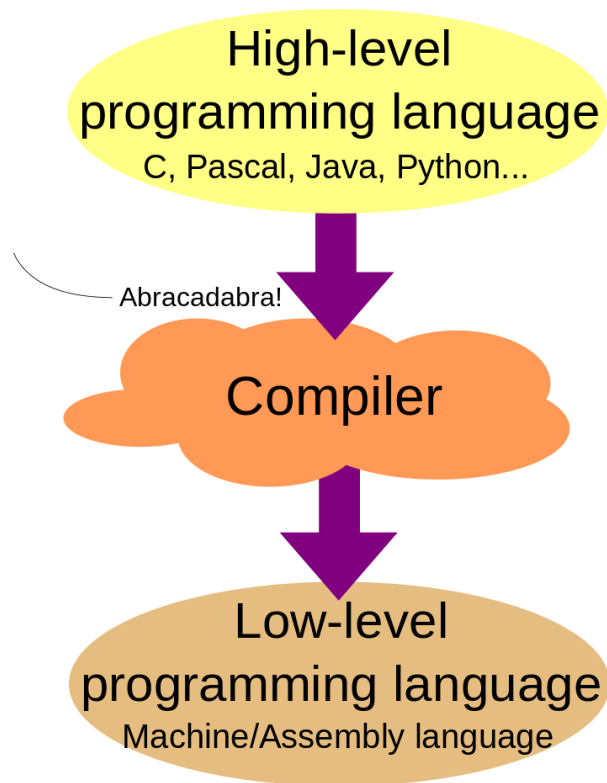 High-level
programming language
C, Pascal, Java, Python...
Abracadabra!
Compiler
Low-level
programming language
Machine/Assembly language